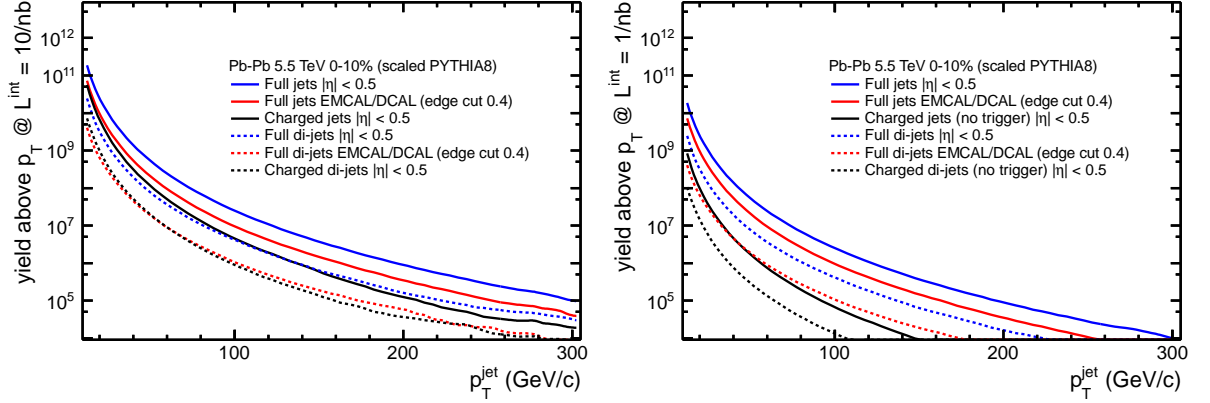 yield above p_T @ L^int = 10/nb
10^12
10^11
10^10
10^9
10^7
10^5
Pb-Pb 5.5 TeV 0-10% (scaled PYTHIA8)
Full jets |η| < 0.5
Full jets EMCAL/DCAL (edge cut 0.4)
Charged jets |η| < 0.5
Full di-jets |η| < 0.5
Full di-jets EMCAL/DCAL (edge cut 0.4)
Charged di-jets |η| < 0.5
100
200
300
p_T^jet (GeV/c)
yield above p_T @ L^int = 1/nb
10^12
10^11
10^10
10^9
10^7
10^5
Pb-Pb 5.5 TeV 0-10% (scaled PYTHIA8)
Full jets |η| < 0.5
Full jets EMCAL/DCAL (edge cut 0.4)
Charged jets (no trigger) |η| < 0.5
Full di-jets |η| < 0.5
Full di-jets EMCAL/DCAL (edge cut 0.4)
Charged di-jets (no trigger) |η| < 0.5
100
200
300
p_T^jet (GeV/c)